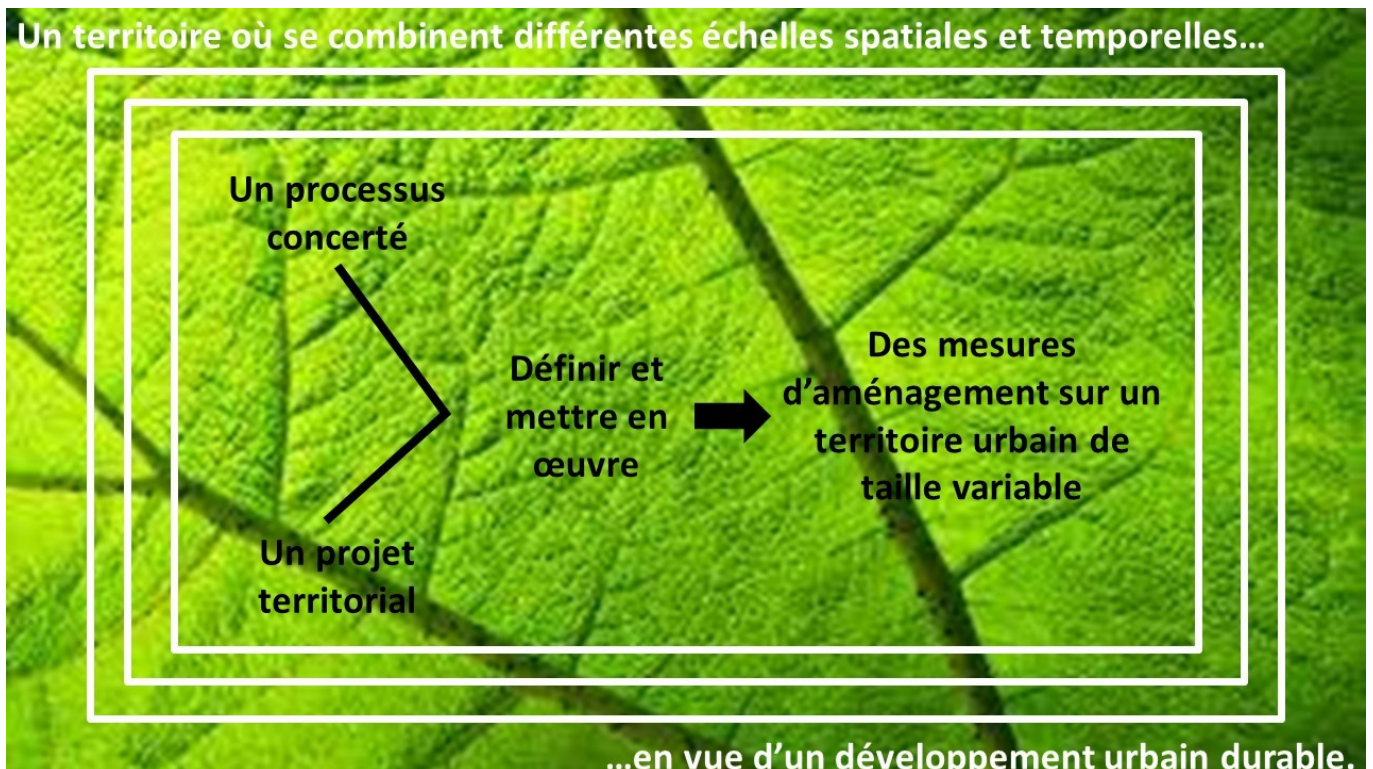 Un territoire où se combinent différentes échelles spatiales et temporelles…
Un processus
concerté
Définir et
mettre en
œuvre
Des mesures
d’aménagement sur un
territoire urbain de
taille variable
Un projet
territorial
…en vue d’un développement urbain durable.